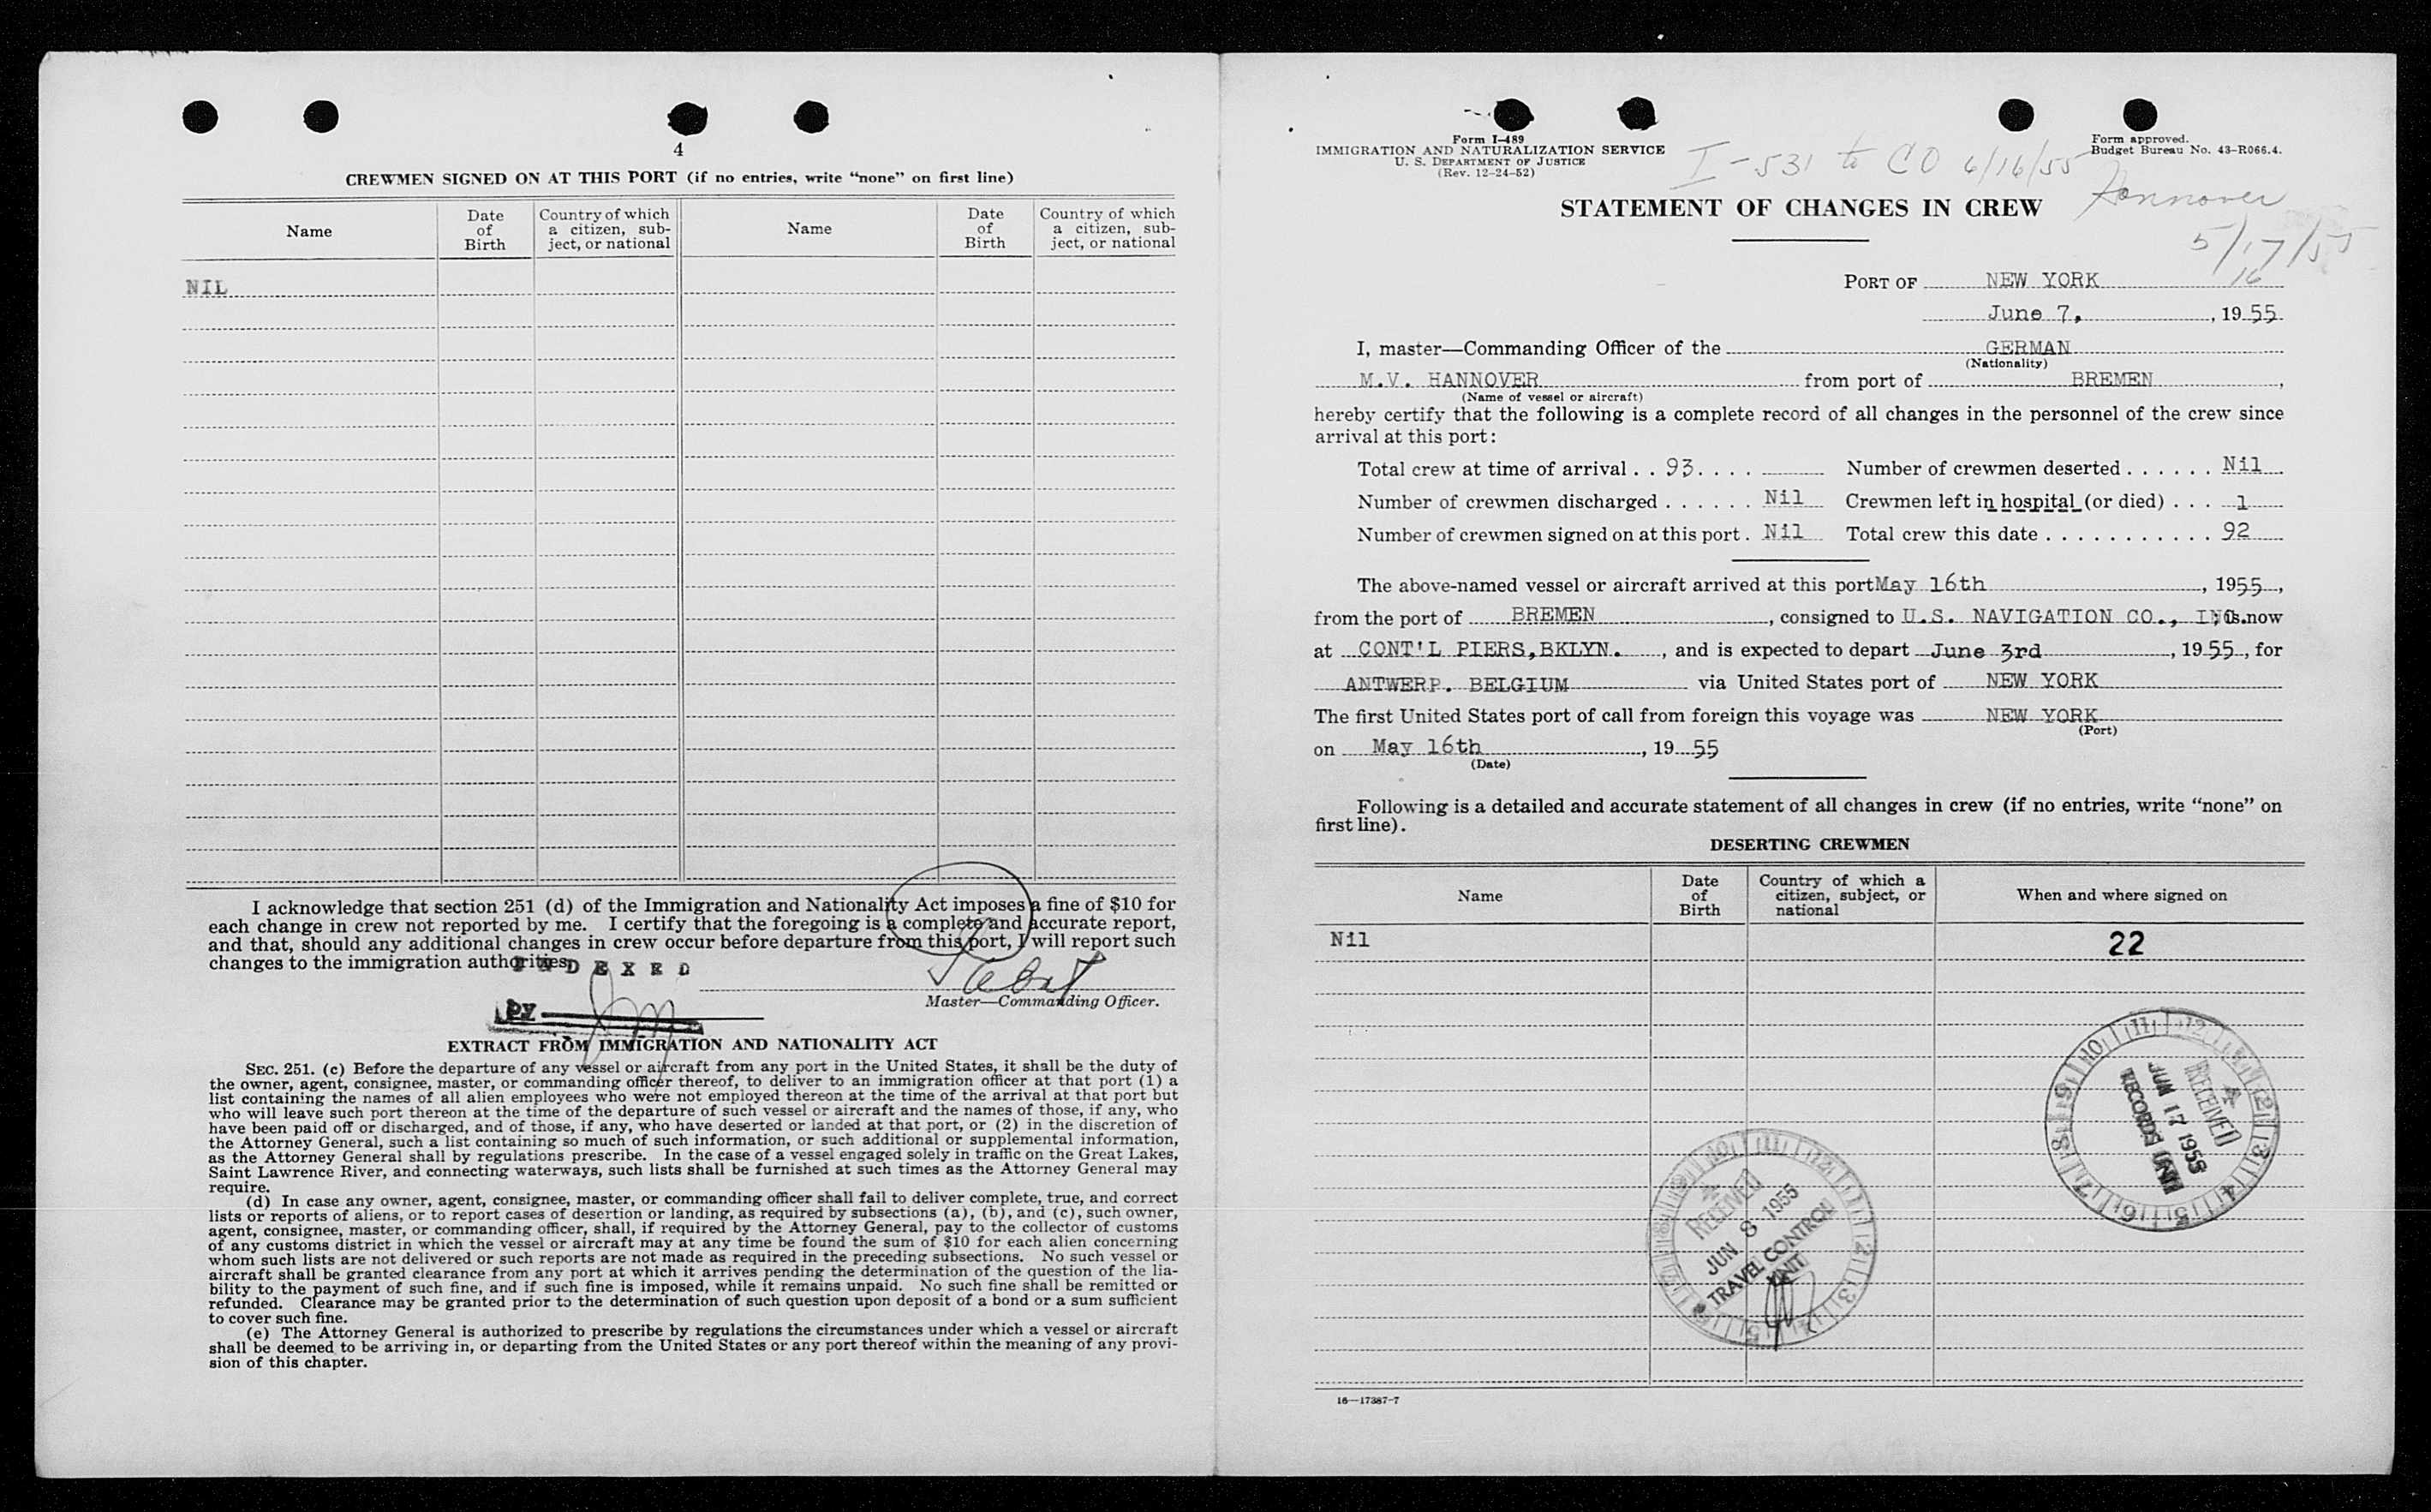 4
CREWMEN SIGNED ON AT THIS PORT (if no entries, write "none" on first line)
Name
Date of Birth
Country of which a citizen, subject, or national
Name
Date of Birth
Country of which a citizen, subject, or national
NIL
I acknowledge that section 251 (d) of the Immigration and Nationality Act imposes a fine of $10 for
each change in crew not reported by me. I certify that the foregoing is a complete and accurate report,
and that, should any additional changes in crew occur before departure from this port, I will report such
changes to the immigration authorities.
INDEXED
Master—Commanding Officer.
by
EXTRACT FROM IMMIGRATION AND NATIONALITY ACT
SEC. 251. (c) Before the departure of any vessel or aircraft from any port in the United States, it shall be the duty of
the owner, agent, consignee, master, or commanding officer thereof, to deliver to an immigration officer at that port (1) a
list containing the names of all alien employees who were not employed thereon at the time of the arrival at that port but
who will leave such port thereon at the time of the departure of such vessel or aircraft and the names of those, if any, who
have been paid off or discharged, and of those, if any, who have deserted or landed at that port, or (2) in the discretion of
the Attorney General, such a list containing so much of such information, or such additional or supplemental information,
as the Attorney General shall by regulations prescribe. In the case of a vessel engaged solely in traffic on the Great Lakes,
Saint Lawrence River, and connecting waterways, such lists shall be furnished at such times as the Attorney General may
require.
(d) In case any owner, agent, consignee, master, or commanding officer shall fail to deliver complete, true, and correct
lists or reports of aliens, or to report cases of desertion or landing, as required by subsections (a), (b), and (c), such owner,
agent, consignee, master, or commanding officer, shall, if required by the Attorney General, pay to the collector of customs
of any customs district in which the vessel or aircraft may at any time be found the sum of $10 for each alien concerning
whom such lists are not delivered or such reports are not made as required in the preceding subsections. No such vessel or
aircraft shall be granted clearance from any port at which it arrives pending the determination of the question of the lia-
bility to the payment of such fine, and if such fine is imposed, while it remains unpaid. No such fine shall be remitted or
refunded. Clearance may be granted prior to the determination of such question upon deposit of a bond or a sum sufficient
to cover such fine.
(e) The Attorney General is authorized to prescribe by regulations the circumstances under which a vessel or aircraft
shall be deemed to be arriving in, or departing from the United States or any port thereof within the meaning of any provi-
sion of this chapter.
Form I-489
IMMIGRATION AND NATURALIZATION SERVICE
U. S. DEPARTMENT OF JUSTICE
(Rev. 12-24-52)
Form approved.
Budget Bureau No. 43-R066.4.
I-531 to CO 6/16/55
Hannover
5/17/55
16
STATEMENT OF CHANGES IN CREW
PORT OF NEW YORK
June 7, , 19 55
I, master—Commanding Officer of the GERMAN
(Nationality)
M.V. HANNOVER from port of BREMEN ,
(Name of vessel or aircraft)
hereby certify that the following is a complete record of all changes in the personnel of the crew since
arrival at this port:
Total crew at time of arrival . . 93. . . . Number of crewmen deserted . . . . . . Nil
Number of crewmen discharged . . . . . . Nil Crewmen left in hospital (or died) . . . 1
Number of crewmen signed on at this port . Nil Total crew this date . . . . . . . . . . . 92
The above-named vessel or aircraft arrived at this port May 16th , 1955 ,
from the port of BREMEN , consigned to U.S. NAVIGATION CO., INC. , is now
at CONT'L PIERS,BKLYN. , and is expected to depart June 3rd , 19 55 , for
ANTWERP. BELGIUM via United States port of NEW YORK
The first United States port of call from foreign this voyage was NEW YORK
(Port)
on May 16th , 19 55
(Date)
Following is a detailed and accurate statement of all changes in crew (if no entries, write "none" on
first line).
DESERTING CREWMEN
Name
Date of Birth
Country of which a citizen, subject, or national
When and where signed on
Nil
22
RECEIVED
JUN 17 1955
RECORDS UNIT
RECEIVED
JUN 8 1955
TRAVEL CONTROL
UNIT
16—17387-7